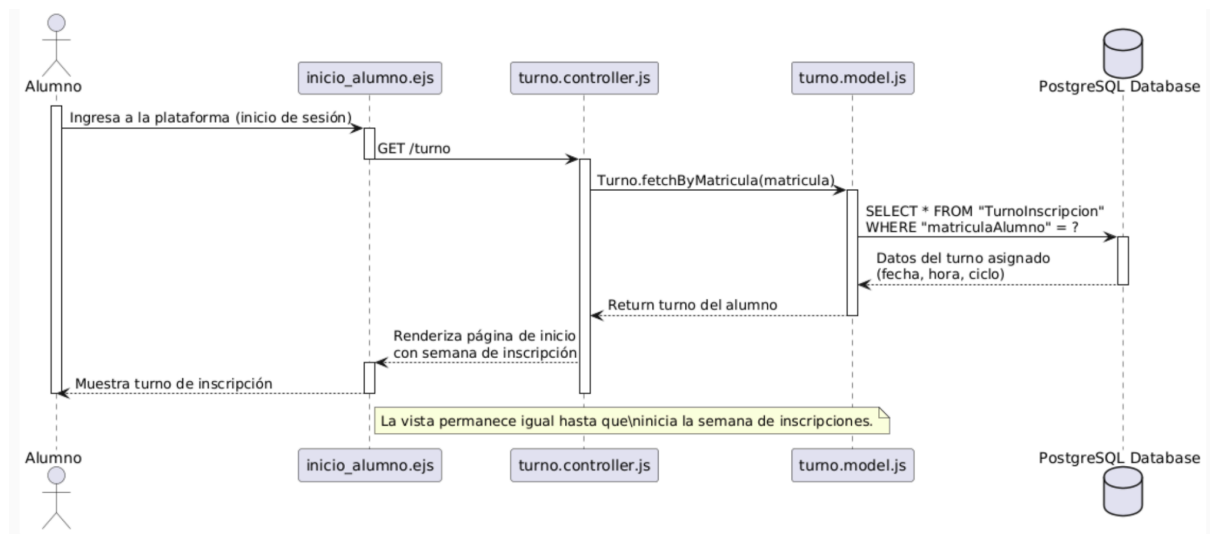 Alumno
inicio_alumno.ejs
turno.controller.js
turno.model.js
PostgreSQL Database
Ingresa a la plataforma (inicio de sesión)
GET /turno
Turno.fetchByMatricula(matricula)
SELECT * FROM "TurnoInscripcion"
WHERE "matriculaAlumno" = ?
Datos del turno asignado
(fecha, hora, ciclo)
Return turno del alumno
Renderiza página de inicio
con semana de inscripción
Muestra turno de inscripción
La vista permanece igual hasta que\ninicia la semana de inscripciones.
Alumno
inicio_alumno.ejs
turno.controller.js
turno.model.js
PostgreSQL Database